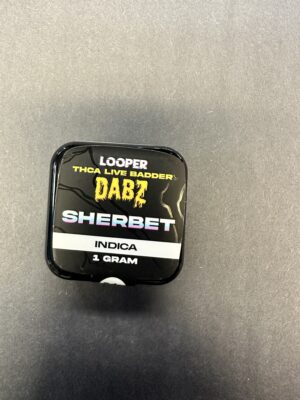 LOOPER
THCA LIVE BADDER
DABZ
SHERBET
INDICA
1 GRAM